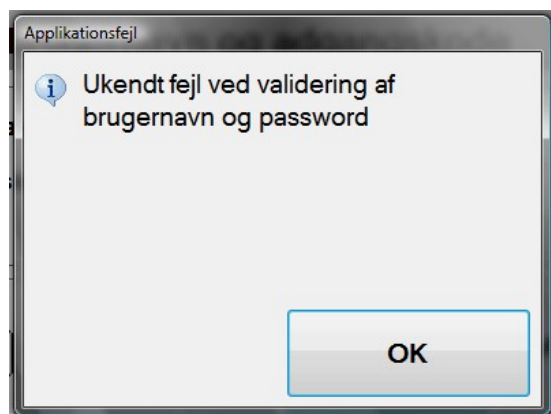 Applikationsfejl
Ukendt fejl ved validering af
brugernavn og password
OK